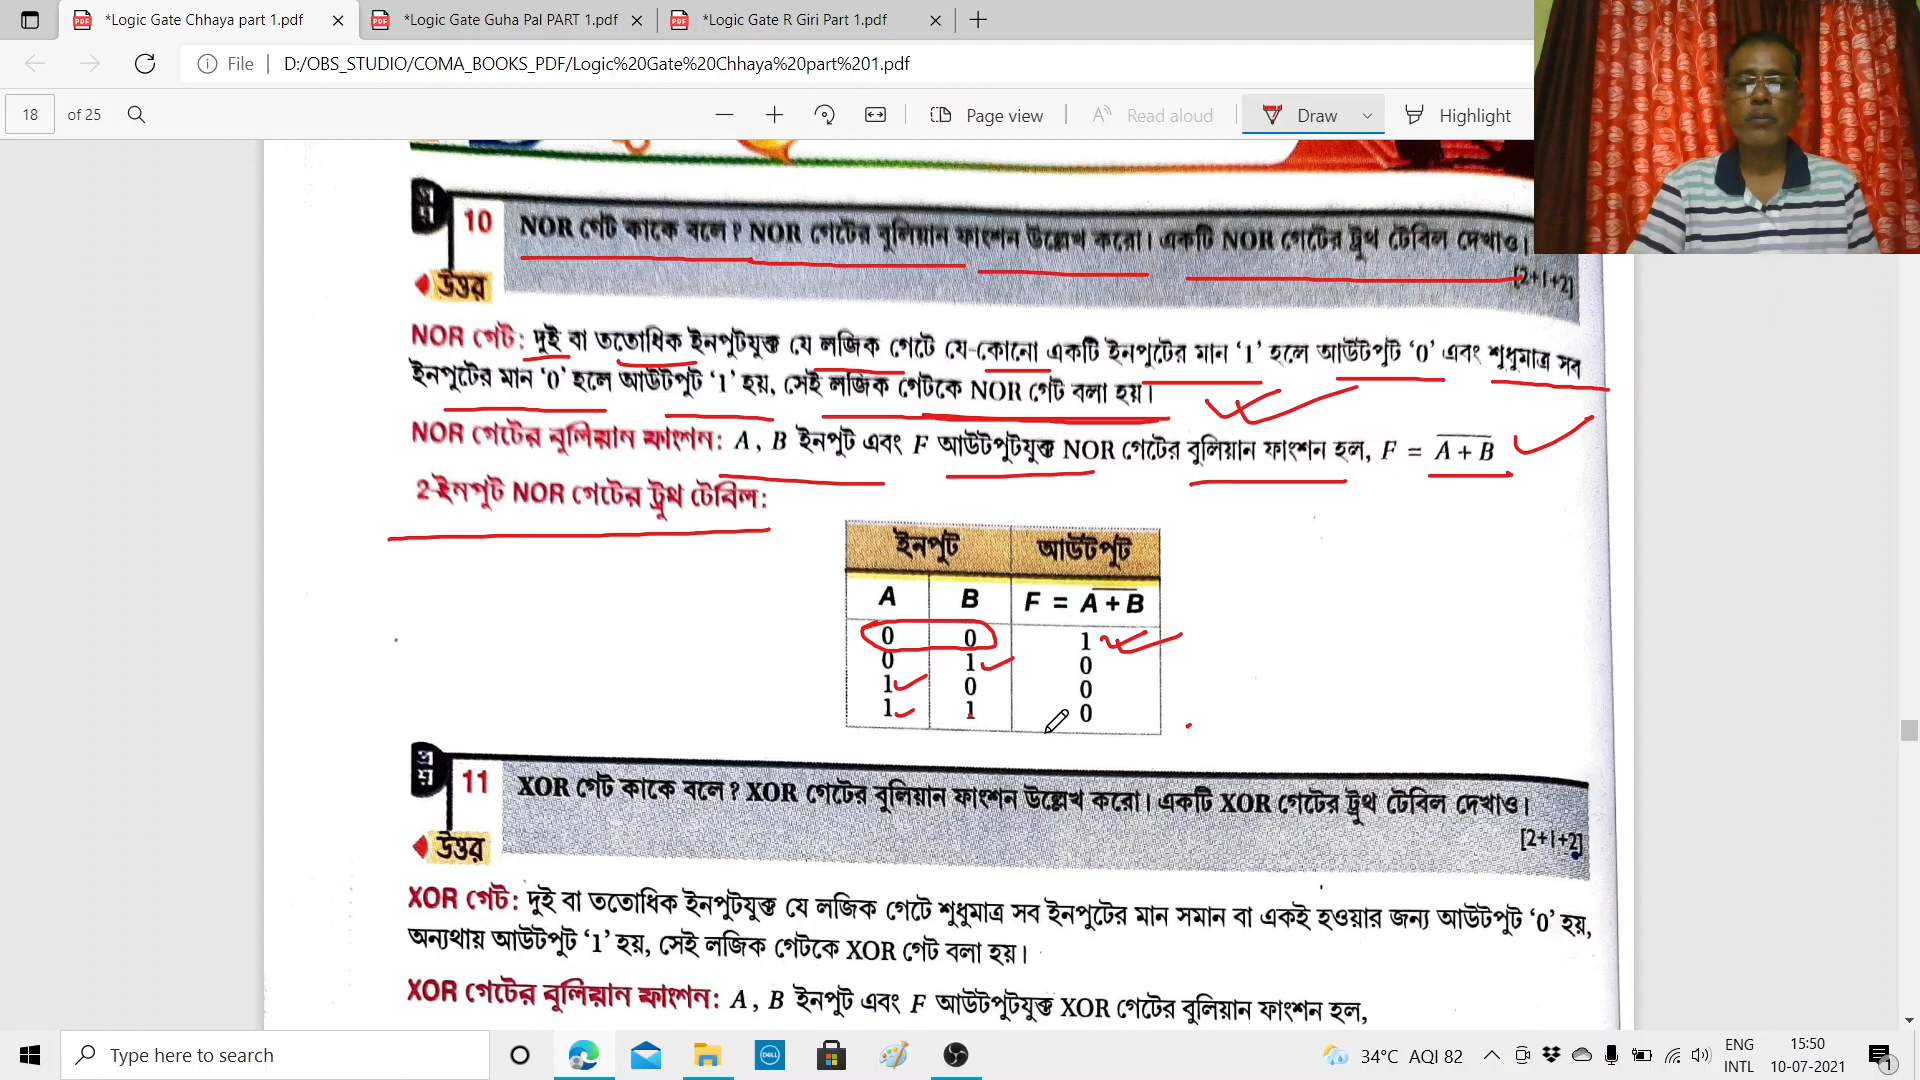 *Logic Gate Chhaya part 1.pdf
*Logic Gate Guha Pal PART 1.pdf
*Logic Gate R Giri Part 1.pdf
File
D:/OBS_STUDIO/COMA_BOOKS_PDF/Logic%20Gate%20Chhaya%20part%201.pdf
18 of 25
Page view
Read aloud
Draw
Highlight
প্রশ্ন 10 NOR গেট কাকে বলে? NOR গেটের বুলিয়ান ফাংশন উল্লেখ করো। একটি NOR গেটের ট্রুথ টেবিল দেখাও।
[2+1+2]
উত্তর
NOR গেট: দুই বা ততোধিক ইনপুটযুক্ত যে লজিক গেটে যে-কোনো একটি ইনপুটের মান ‘1’ হলে আউটপুট ‘0’ এবং শুধুমাত্র সব
ইনপুটের মান ‘0’ হলে আউটপুট ‘1’ হয়, সেই লজিক গেটকে NOR গেট বলা হয়।
NOR গেটের বুলিয়ান ফাংশন: A, B ইনপুট এবং F আউটপুটযুক্ত NOR গেটের বুলিয়ান ফাংশন হল, F = A̅ ̅+̅ ̅B̅
2-ইনপুট NOR গেটের ট্রুথ টেবিল:
ইনপুট আউটপুট
A B F = A̅ ̅+̅ ̅B̅
0 0 1
0 1 0
1 0 0
1 1 0
প্রশ্ন 11 XOR গেট কাকে বলে? XOR গেটের বুলিয়ান ফাংশন উল্লেখ করো। একটি XOR গেটের ট্রুথ টেবিল দেখাও।
[2+1+2]
উত্তর
XOR গেট: দুই বা ততোধিক ইনপুটযুক্ত যে লজিক গেটে শুধুমাত্র সব ইনপুটের মান সমান বা একই হওয়ার জন্য আউটপুট ‘0’ হয়,
অন্যথায় আউটপুট ‘1’ হয়, সেই লজিক গেটকে XOR গেট বলা হয়।
XOR গেটের বুলিয়ান ফাংশন: A, B ইনপুট এবং F আউটপুটযুক্ত XOR গেটের বুলিয়ান ফাংশন হল,
Type here to search
DELL
34°C AQI 82
ENG
INTL
15:50
10-07-2021
1